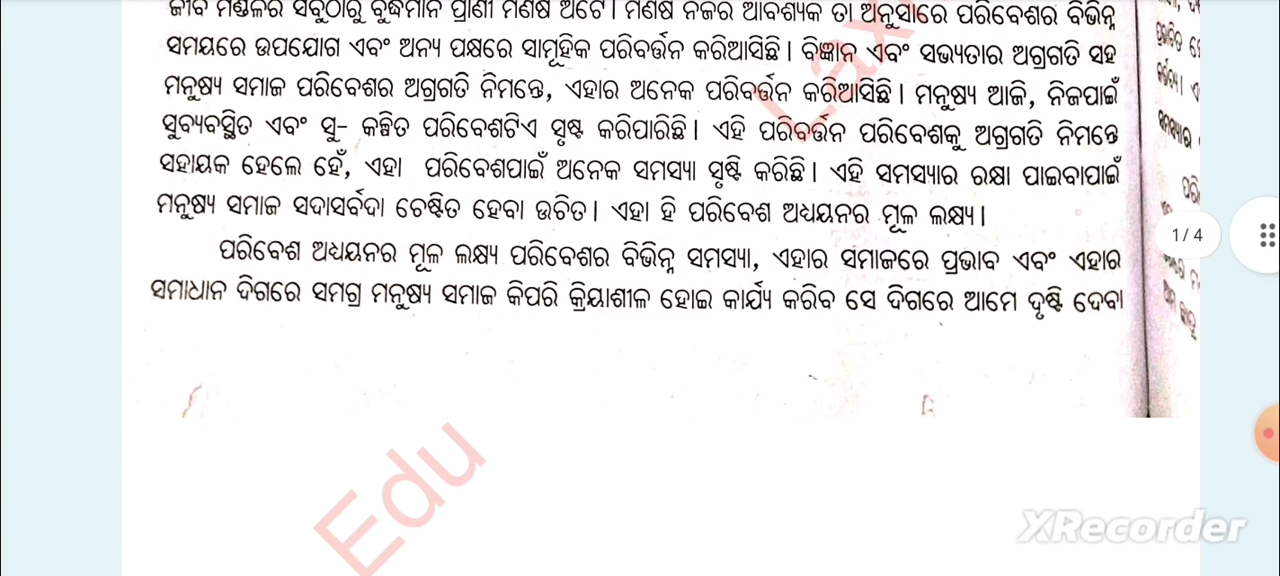 ଜୀବ ମଣ୍ଡଳର ସବୁଠାରୁ ବୁଦ୍ଧିମାନ ପ୍ରାଣୀ ମଣିଷ ଅଟେ। ମଣିଷ ନିଜର ଆବଶ୍ୟକ ତା ଅନୁସାରେ ପରିବେଶର ବିଭିନ୍ନ
ସମୟରେ ଉପଯୋଗ ଏବଂ ଅନ୍ୟ ପକ୍ଷରେ ସାମୂହିକ ପରିବର୍ତ୍ତନ କରିଆସିଛି। ବିଜ୍ଞାନ ଏବଂ ସଭ୍ୟତାର ଅଗ୍ରଗତି ସହ
ମନୁଷ୍ୟ ସମାଜ ପରିବେଶର ଅଗ୍ରଗତି ନିମନ୍ତେ, ଏହାର ଅନେକ ପରିବର୍ତ୍ତନ କରିଆସିଛି। ମନୁଷ୍ୟ ଆଜି, ନିଜପାଇଁ
ସୁବ୍ୟବସ୍ଥିତ ଏବଂ ସୁ- କଞ୍ଚିତ ପରିବେଶଟିଏ ସୃଷ୍ଟ କରିପାରିଛି। ଏହି ପରିବର୍ତ୍ତନ ପରିବେଶକୁ ଅଗ୍ରଗତି ନିମନ୍ତେ
ସହାୟକ ହେଲେ ହେଁ, ଏହା ପରିବେଶପାଇଁ ଅନେକ ସମସ୍ୟା ସୃଷ୍ଟି କରିଛି। ଏହି ସମସ୍ୟାର ରକ୍ଷା ପାଇବାପାଇଁ
ମନୁଷ୍ୟ ସମାଜ ସଦାସର୍ବଦା ଚେଷ୍ଟିତ ହେବା ଉଚିତ। ଏହା ହି ପରିବେଶ ଅଧ୍ୟୟନର ମୂଳ ଲକ୍ଷ୍ୟ।
ପରିବେଶ ଅଧ୍ୟୟନର ମୂଳ ଲକ୍ଷ୍ୟ ପରିବେଶର ବିଭିନ୍ନ ସମସ୍ୟା, ଏହାର ସମାଜରେ ପ୍ରଭାବ ଏବଂ ଏହାର
ସମାଧାନ ଦିଗରେ ସମଗ୍ର ମନୁଷ୍ୟ ସମାଜ କିପରି କ୍ରିୟାଶୀଳ ହୋଇ କାର୍ଯ୍ୟ କରିବ ସେ ଦିଗରେ ଆମେ ଦୃଷ୍ଟି ଦେବା
1 / 4
Edu
XRecorder